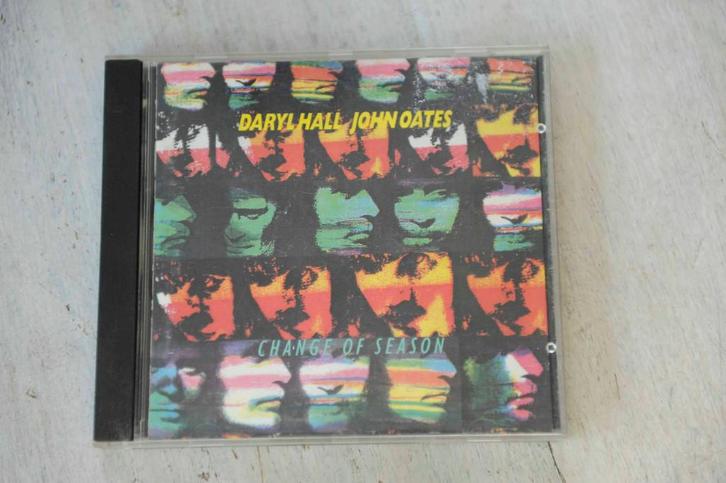 DARYL HALL JOHN OATES
CHANGE OF SEASON